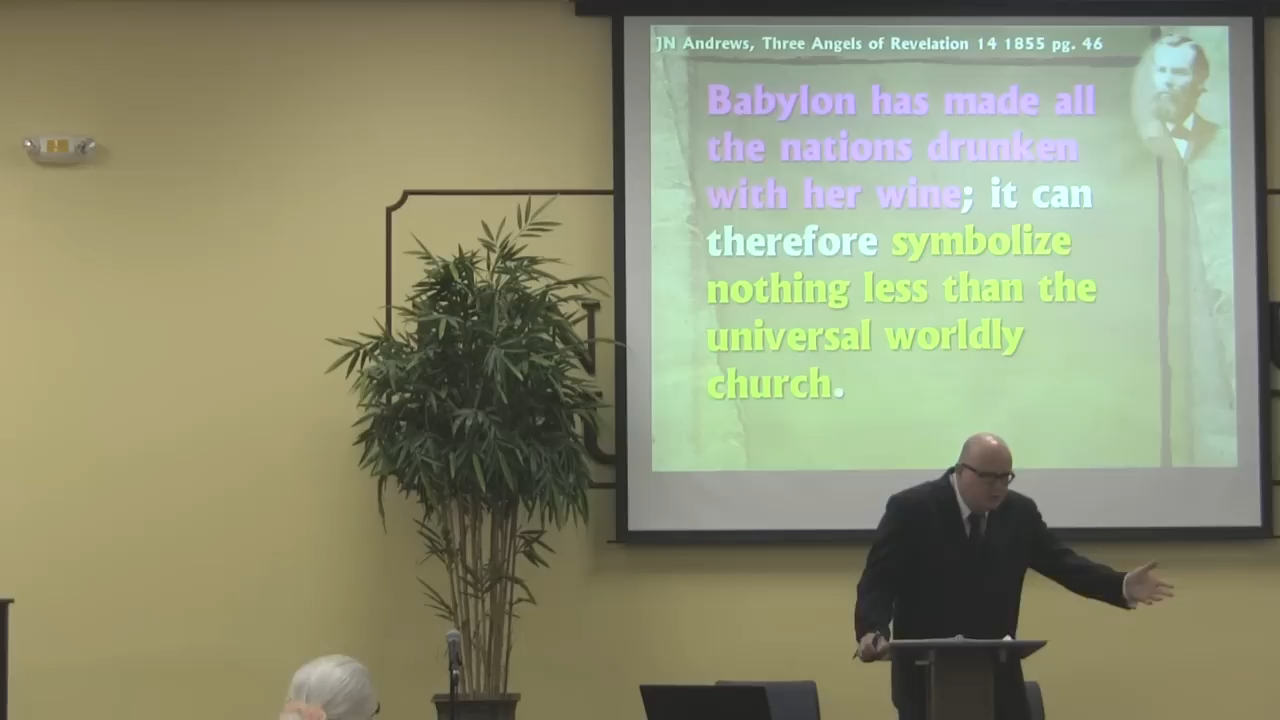 JN Andrews, Three Angels of Revelation 14 1855 pg. 46
Babylon has made all
the nations drunken
with her wine; it can
therefore symbolize
nothing less than the
universal worldly
church.